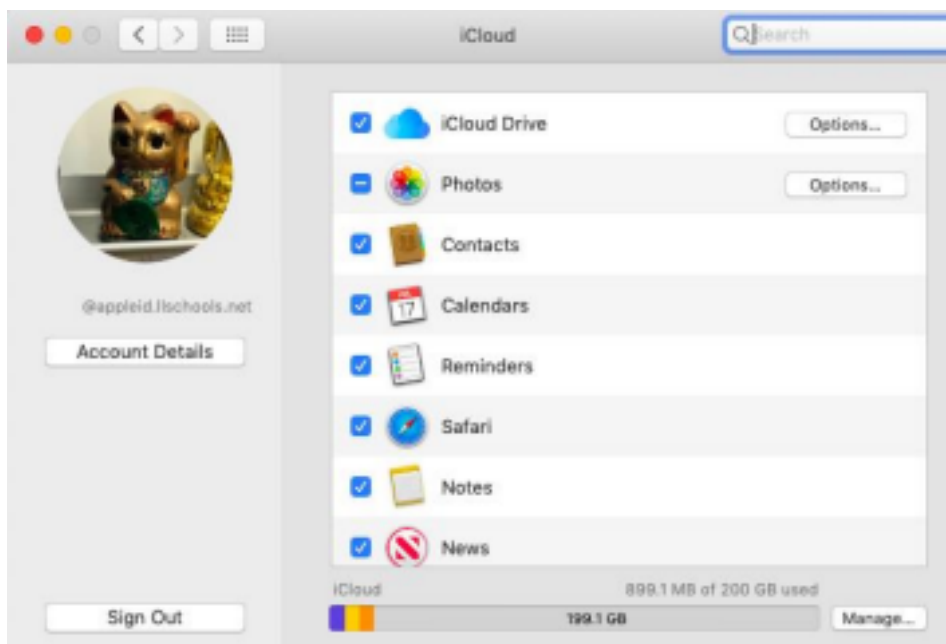 iCloud
Search
@appleid.llschools.net
Account Details
Sign Out
iCloud Drive
Options...
Photos
Options...
Contacts
17
Calendars
Reminders
Safari
Notes
News
iCloud
899.1 MB of 200 GB used
199.1 GB
Manage...